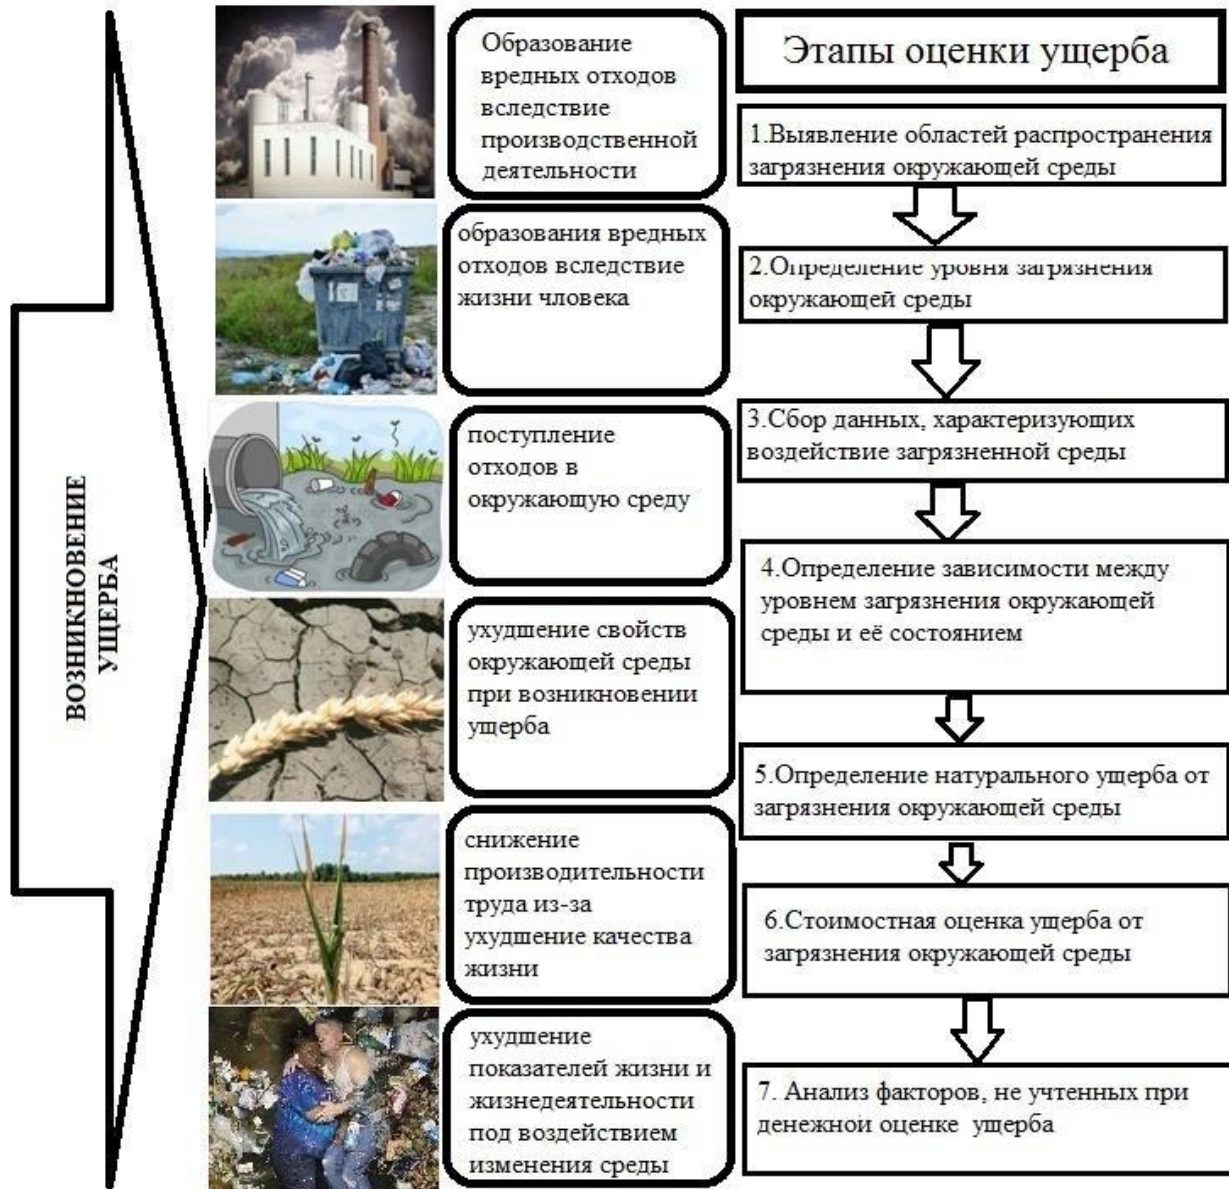 ВОЗНИКНОВЕНИЕ
УЩЕРБА
Образование
вредных отходов
вследствие
производственной
деятельности
образования вредных
отходов вследствие
жизни чловека
поступление
отходов в
окружающую среду
ухудшение свойств
окружающей среды
при возникновении
ущерба
снижение
производительности
труда из-за
ухудшение качества
жизни
ухудшение
показателей жизни и
жизнедеятельности
под воздействием
изменения среды
Этапы оценки ущерба
1.Выявление областей распространения
загрязнения окружающей среды
2.Определение уровня загрязнения
окружающей среды
3.Сбор данных, характеризующих
воздействие загрязненной среды
4.Определение зависимости между
уровнем загрязнения окружающей
среды и её состоянием
5.Определение натурального ущерба от
загрязнения окружающей среды
6.Стоимостная оценка ущерба от
загрязнения окружающей среды
7. Анализ факторов, не учтенных при
денежной оценке ущерба